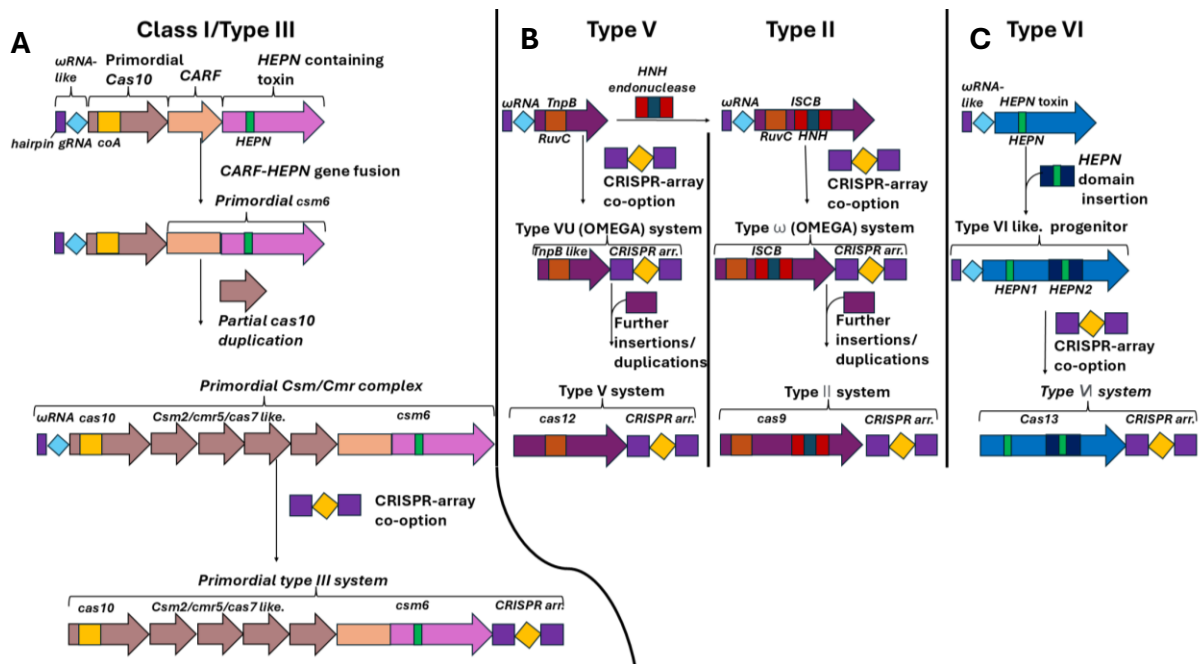 A
Class I/Type III
ωRNA-
like
Primordial
Cas10
CARF
HEPN containing
toxin
hairpin gRNA coA
HEPN
CARF-HEPN gene fusion
Primordial csm6
Partial cas10
duplication
Primordial Csm/Cmr complex
ωRNA cas10
Csm2/cmr5/cas7 like.
csm6
CRISPR-array
co-option
Primordial type III system
cas10
Csm2/cmr5/cas7 like.
csm6
CRISPR arr.
B
Type V
ωRNA TnpB
HNH
endonuclease
RuvC
CRISPR-array
co-option
Type VU (OMEGA) system
TnpB like
CRISPR arr.
Further
insertions/
duplications
Type V system
cas12
CRISPR arr.
Type II
ωRNA
ISCB
RuvC HNH
CRISPR-array
co-option
Type ω (OMEGA) system
ISCB
CRISPR arr.
Further
insertions/
duplications
Type II system
cas9
CRISPR arr.
C
Type VI
ωRNA-
like
HEPN toxin
HEPN
HEPN
domain
insertion
Type VI like. progenitor
HEPN1
HEPN2
CRISPR-array
co-option
Type VI system
Cas13
CRISPR arr.